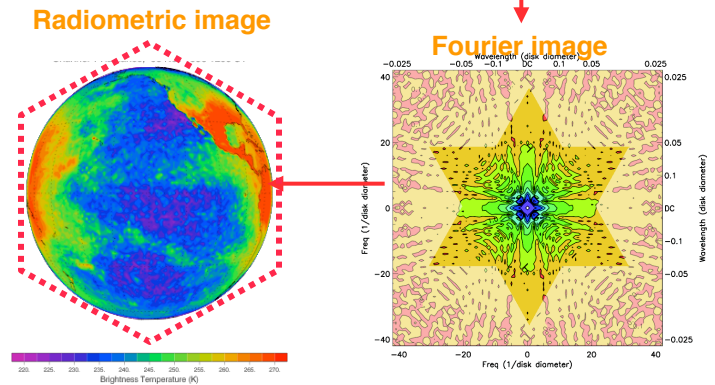 Radiometric image
Fourier image
Wavelength (disk diameter)
-0.025 -0.05 -0.1 DC 0.1 0.05 0.025
40 0.025
20 0.05
0.1
0 DC
-0.1
-20 -0.05
-40 -0.025
Freq (1/disk diameter)
Wavelength (disk diameter)
-40 -20 0 20 40
Freq (1/disk diameter)
225. 225. 230. 235. 240. 245. 250. 255. 260. 265. 270.
Brightness Temperature (K)